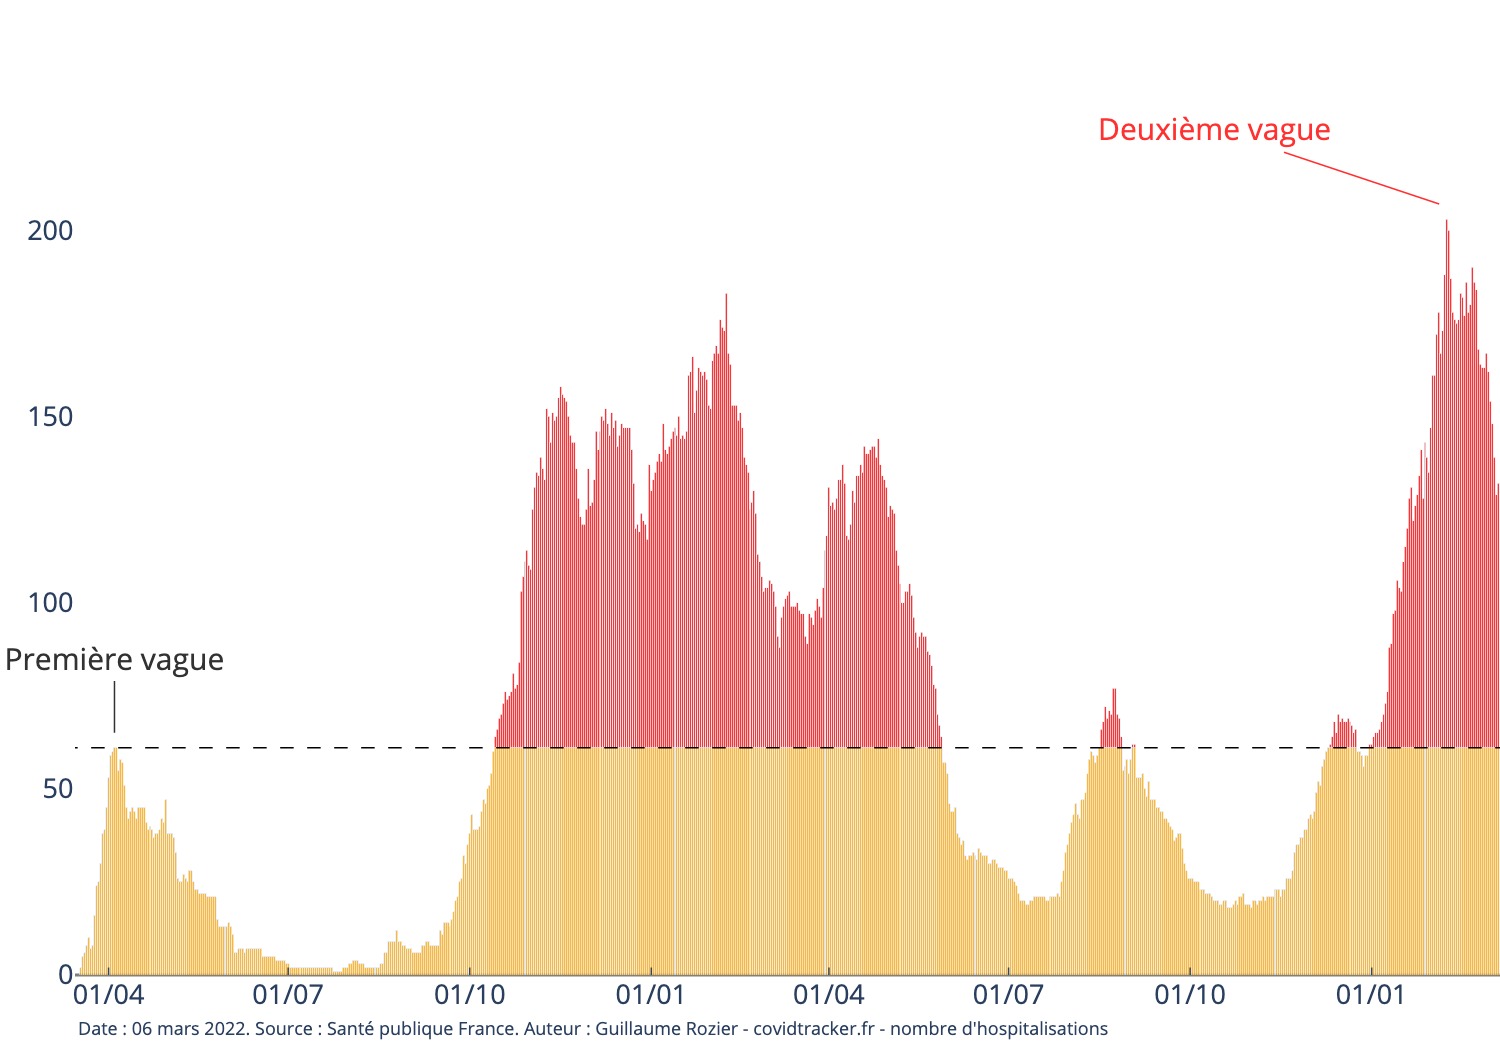 Deuxième vague
200
150
100
Première vague
50
0
01/04 01/07 01/10 01/01 01/04 01/07 01/10 01/01
Date : 06 mars 2022. Source : Santé publique France. Auteur : Guillaume Rozier - covidtracker.fr - nombre d'hospitalisations